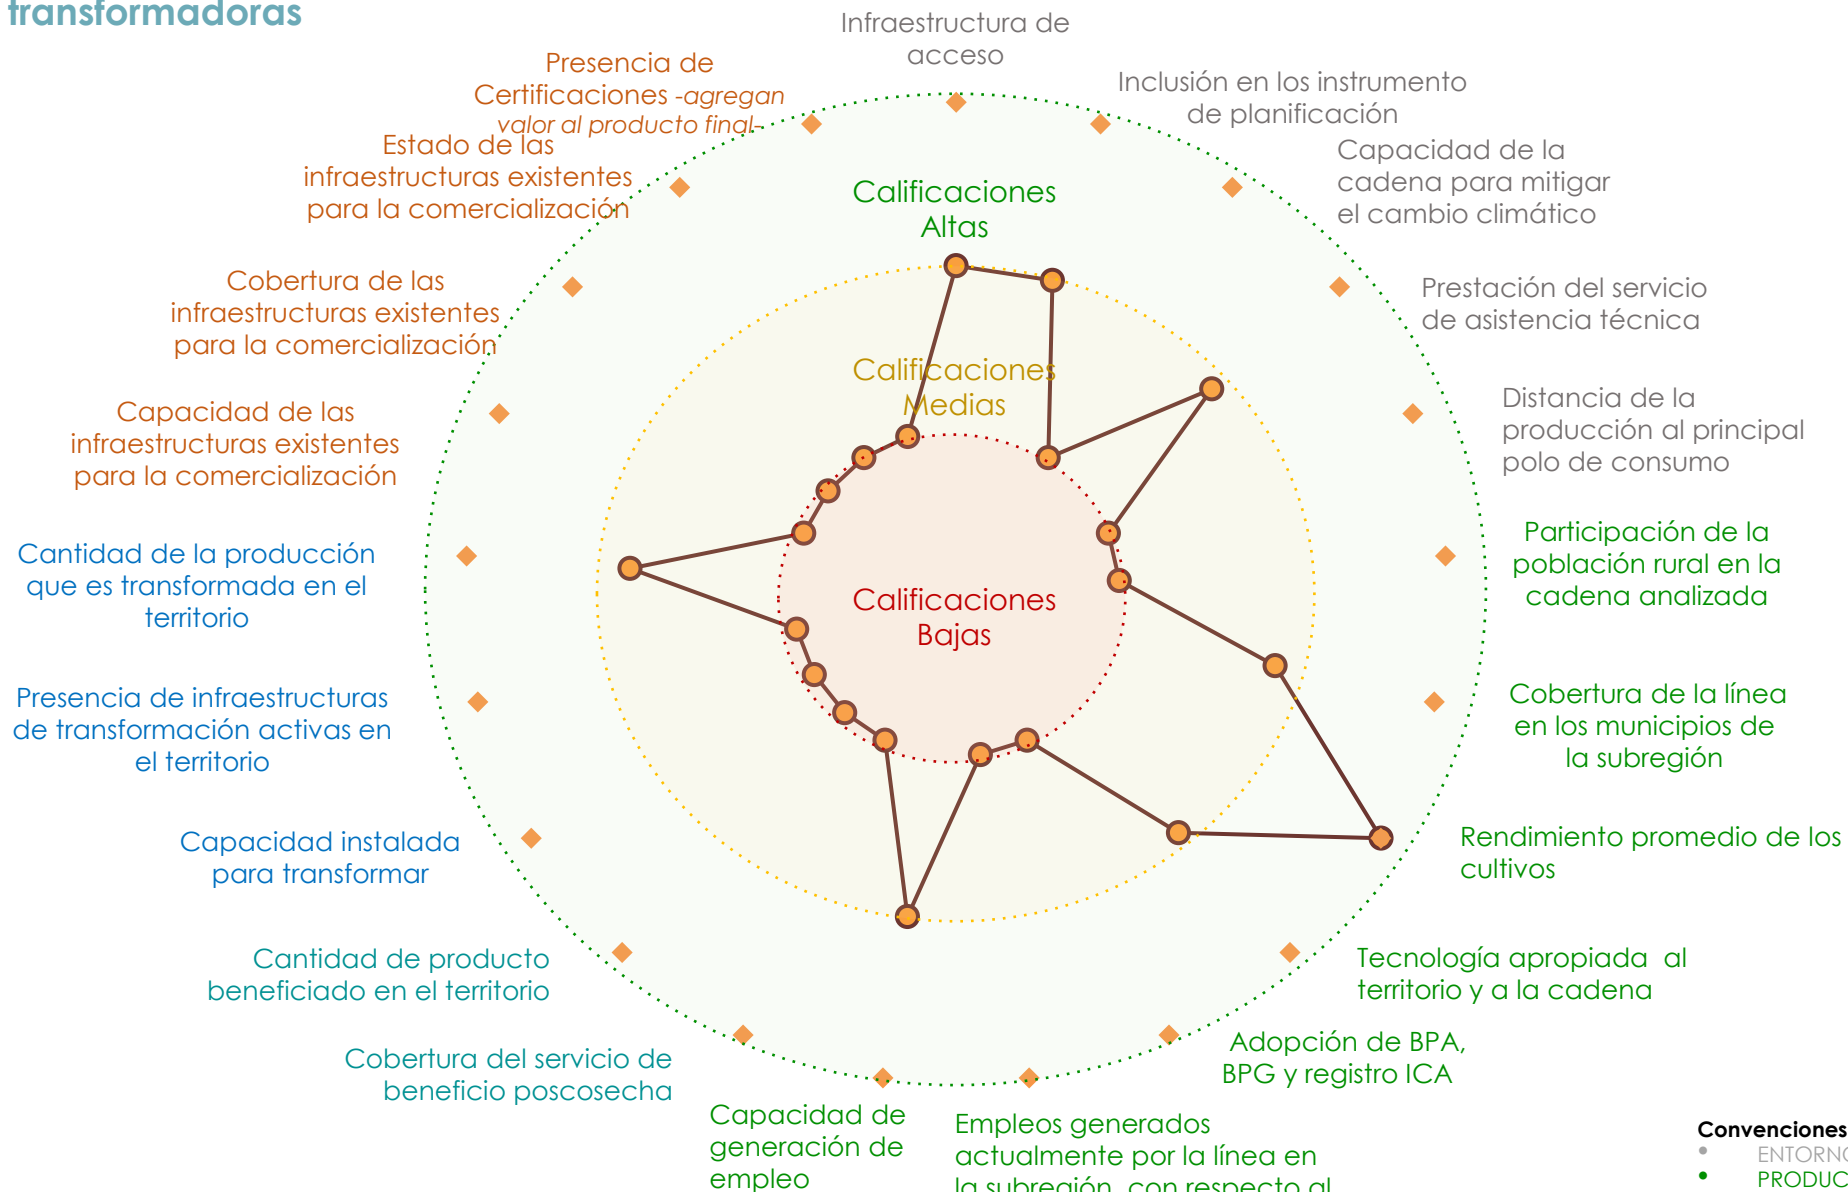 transformadoras
Infraestructura de
acceso
Inclusión en los instrumento
de planificación
Capacidad de la
cadena para mitigar
el cambio climático
Prestación del servicio
de asistencia técnica
Distancia de la
producción al principal
polo de consumo
Participación de la
población rural en la
cadena analizada
Cobertura de la línea
en los municipios de
la subregión
Rendimiento promedio de los
cultivos
Tecnología apropiada al
territorio y a la cadena
Adopción de BPA,
BPG y registro ICA
Empleos generados
actualmente por la línea en
la subregión, con respecto al
Capacidad de
generación de
empleo
Cobertura del servicio de
beneficio poscosecha
Cantidad de producto
beneficiado en el territorio
Capacidad instalada
para transformar
Presencia de infraestructuras
de transformación activas en
el territorio
Cantidad de la producción
que es transformada en el
territorio
Capacidad de las
infraestructuras existentes
para la comercialización
Cobertura de las
infraestructuras existentes
para la comercialización
Estado de las
infraestructuras existentes
para la comercialización
Presencia de
Certificaciones -agregan
valor al producto final-
Calificaciones
Altas
Calificaciones
Medias
Calificaciones
Bajas
Convenciones
ENTORNO
PRODUC